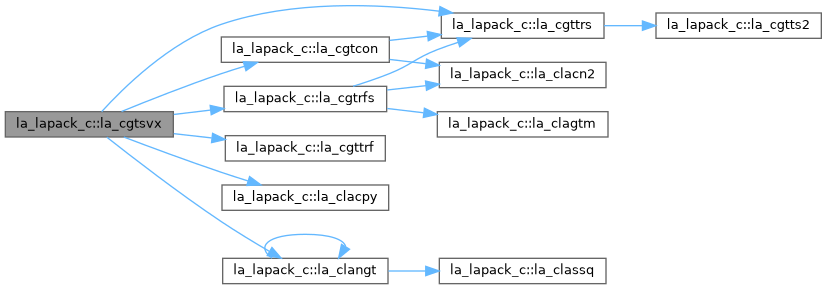 la_lapack_c::la_cgttrs
la_lapack_c::la_cgtts2
la_lapack_c::la_cgtcon
la_lapack_c::la_clacn2
la_lapack_c::la_cgtrfs
la_lapack_c::la_cgtsvx
la_lapack_c::la_clagtm
la_lapack_c::la_cgttrf
la_lapack_c::la_clacpy
la_lapack_c::la_clangt
la_lapack_c::la_classq